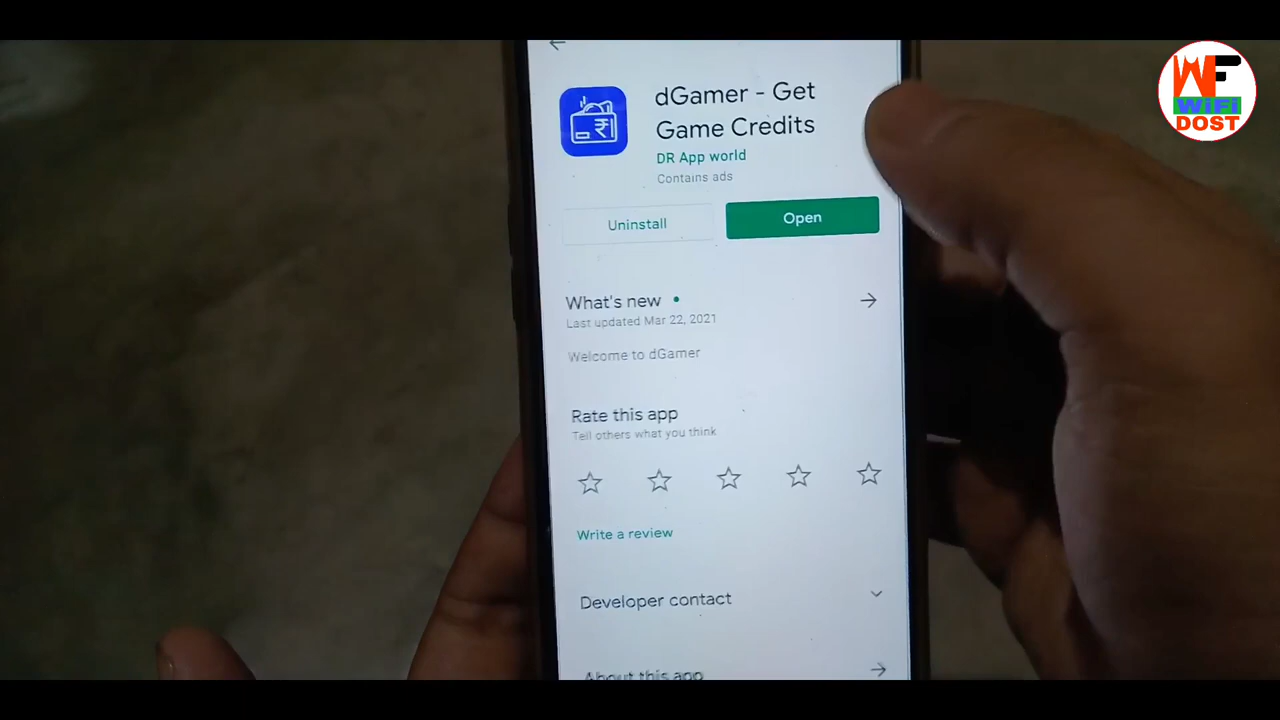 dGamer - Get
Game Credits
DR App world
Contains ads
Uninstall
Open
What's new
Last updated Mar 22, 2021
Welcome to dGamer
Rate this app
Tell others what you think
Write a review
Developer contact
About this app
WF
WiFi
DOST